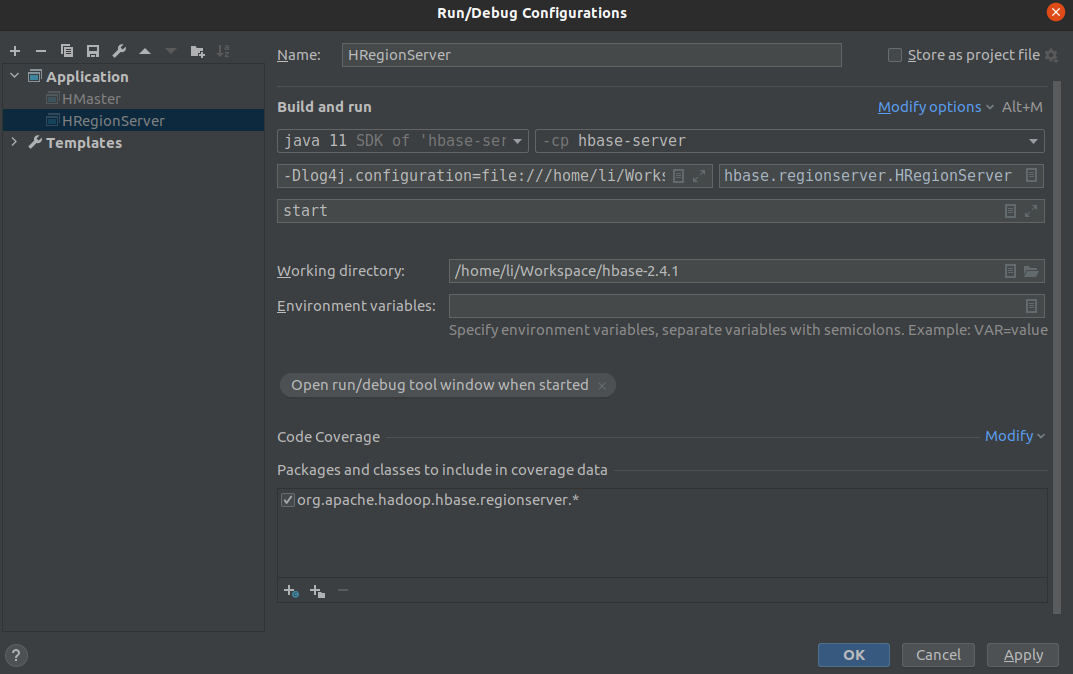 Run/Debug Configurations
Name: HRegionServer Store as project file
Application
HMaster
HRegionServer
Templates
Build and run Modify options Alt+M
java 11 SDK of 'hbase-ser -cp hbase-server
-Dlog4j.configuration=file:///home/li/Works hbase.regionserver.HRegionServer
start
Working directory: /home/li/Workspace/hbase-2.4.1
Environment variables:
Specify environment variables, separate variables with semicolons. Example: VAR=value
Open run/debug tool window when started
Code Coverage Modify
Packages and classes to include in coverage data
org.apache.hadoop.hbase.regionserver.*
? OK Cancel Apply